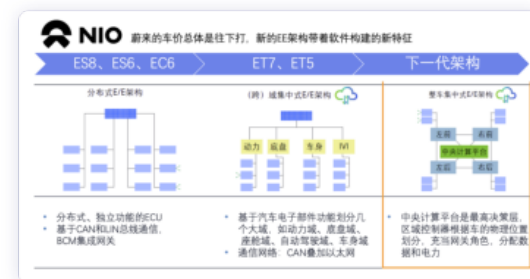 NIO 蔚来的车价总体是往下打，新的EE架构带着软件构建的新特征
ES8、ES6、EC6
ET7、ET5
下一代架构
分布式E/E架构
（跨）域集中式E/E架构
整车集中式E/E架构
动力 底盘 车身 IVI
左前 右前
中央计算平台
左后 右后
• 分布式、独立功能的ECU
• 基于CAN和LIN总线通信，
BCM集成网关
• 基于汽车电子部件功能划分几
个大域，如动力域、底盘域、
座舱域、自动驾驶域、车身域
• 通信网络：CAN叠加以太网
• 中央计算平台是最高决策层，
区域控制器根据车的物理位置
划分，充当网关角色，分配数
据和电力